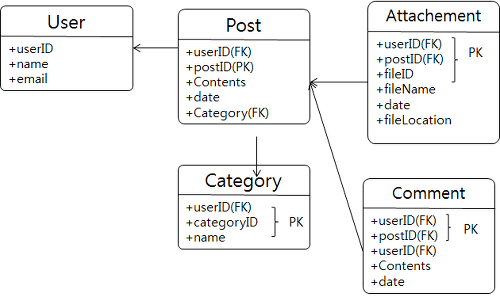 User
+userID
+name
+email
Post
+userID(FK)
+postID(PK)
+Contents
+date
+Category(FK)
Attachement
+userID(FK)
+postID(FK)
+fileID
+fileName
+date
+fileLocation
PK
Category
+userID(FK)
+categoryID
+name
PK
Comment
+userID(FK)
+postID(FK)
+userID(FK)
+Contents
+date
PK